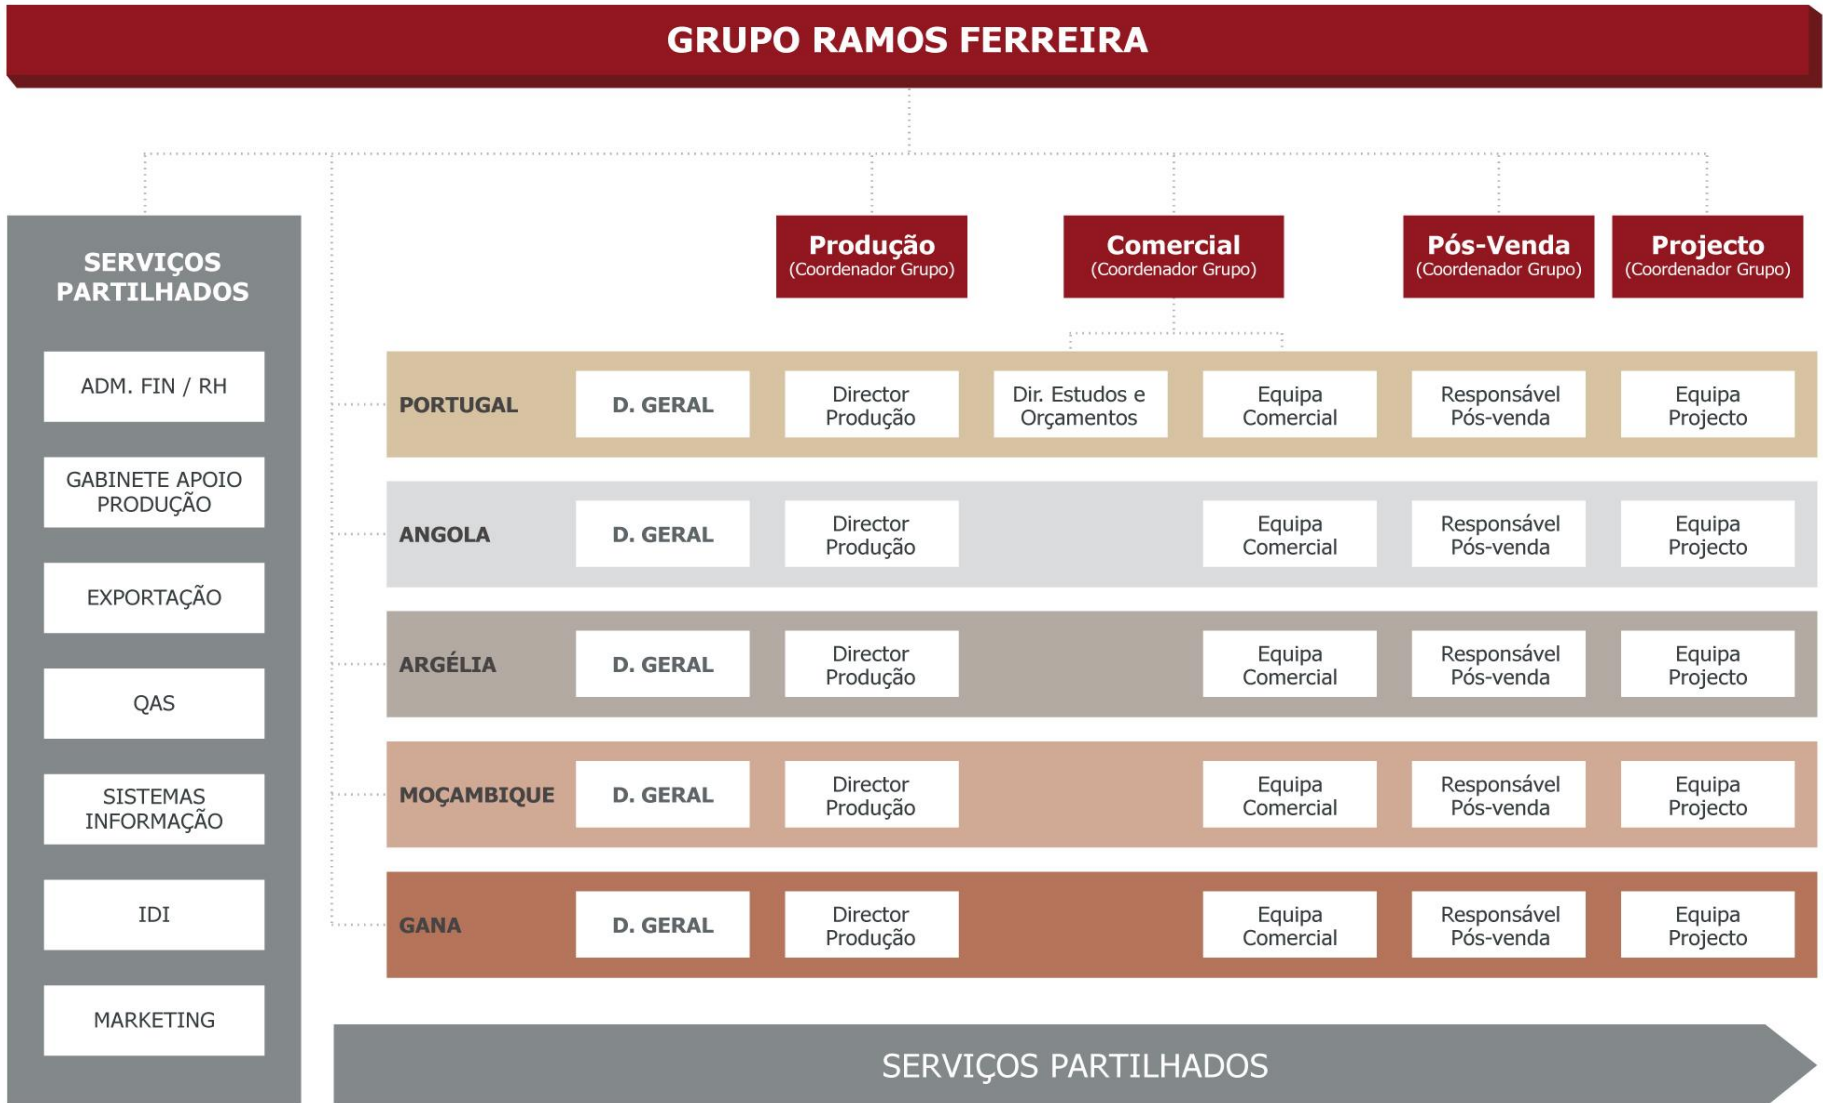 GRUPO RAMOS FERREIRA
SERVIÇOS
PARTILHADOS
ADM. FIN / RH
GABINETE APOIO
PRODUÇÃO
EXPORTAÇÃO
QAS
SISTEMAS
INFORMAÇÃO
IDI
MARKETING
Produção
(Coordenador Grupo)
Comercial
(Coordenador Grupo)
Pós-Venda
(Coordenador Grupo)
Projecto
(Coordenador Grupo)
PORTUGAL
D. GERAL
Director
Produção
Dir. Estudos e
Orçamentos
Equipa
Comercial
Responsável
Pós-venda
Equipa
Projecto
ANGOLA
D. GERAL
Director
Produção
Equipa
Comercial
Responsável
Pós-venda
Equipa
Projecto
ARGÉLIA
D. GERAL
Director
Produção
Equipa
Comercial
Responsável
Pós-venda
Equipa
Projecto
MOÇAMBIQUE
D. GERAL
Director
Produção
Equipa
Comercial
Responsável
Pós-venda
Equipa
Projecto
GANA
D. GERAL
Director
Produção
Equipa
Comercial
Responsável
Pós-venda
Equipa
Projecto
SERVIÇOS PARTILHADOS